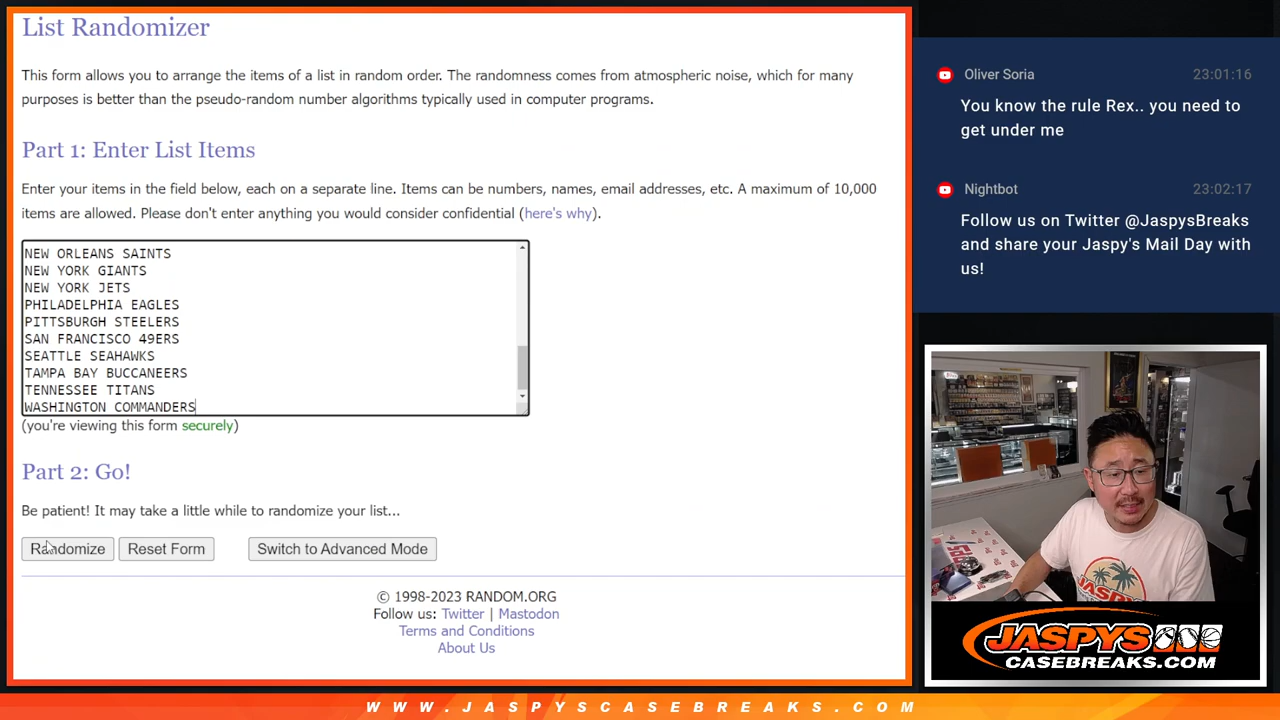 List Randomizer
This form allows you to arrange the items of a list in random order. The randomness comes from atmospheric noise, which for many
purposes is better than the pseudo-random number algorithms typically used in computer programs.
Part 1: Enter List Items
Enter your items in the field below, each on a separate line. Items can be numbers, names, email addresses, etc. A maximum of 10,000
items are allowed. Please don't enter anything you would consider confidential (here's why).
NEW ORLEANS SAINTS
NEW YORK GIANTS
NEW YORK JETS
PHILADELPHIA EAGLES
PITTSBURGH STEELERS
SAN FRANCISCO 49ERS
SEATTLE SEAHAWKS
TAMPA BAY BUCCANEERS
TENNESSEE TITANS
WASHINGTON COMMANDERS
(you're viewing this form securely)
Part 2: Go!
Be patient! It may take a little while to randomize your list...
Randomize Reset Form Switch to Advanced Mode
© 1998-2023 RANDOM.ORG
Follow us: Twitter | Mastodon
Terms and Conditions
About Us
Oliver Soria 23:01:16
You know the rule Rex.. you need to
get under me
Nightbot 23:02:17
Follow us on Twitter @JaspysBreaks
and share your Jaspy's Mail Day with
us!
JASPYS
JASPYS
CASEBREAKS.COM
WWW.JASPYSCASEBREAKS.COM